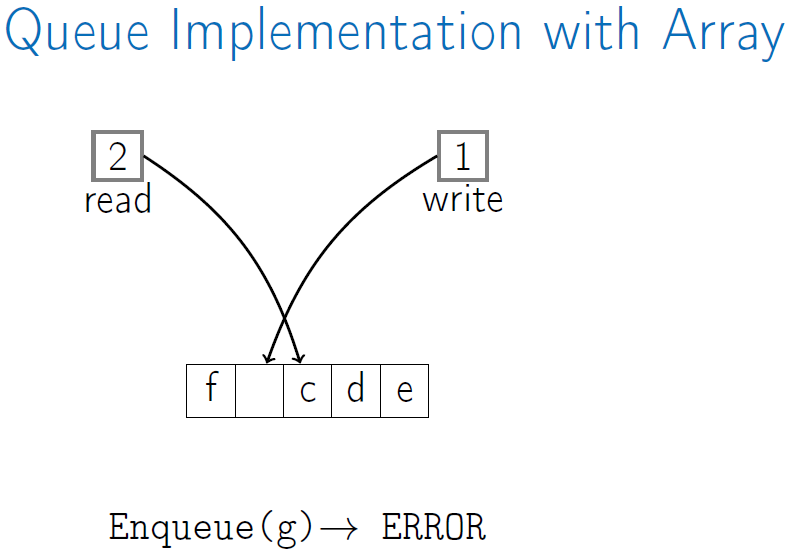 Queue Implementation with Array
2 1
read write
f c d e
Enqueue(g)→ ERROR